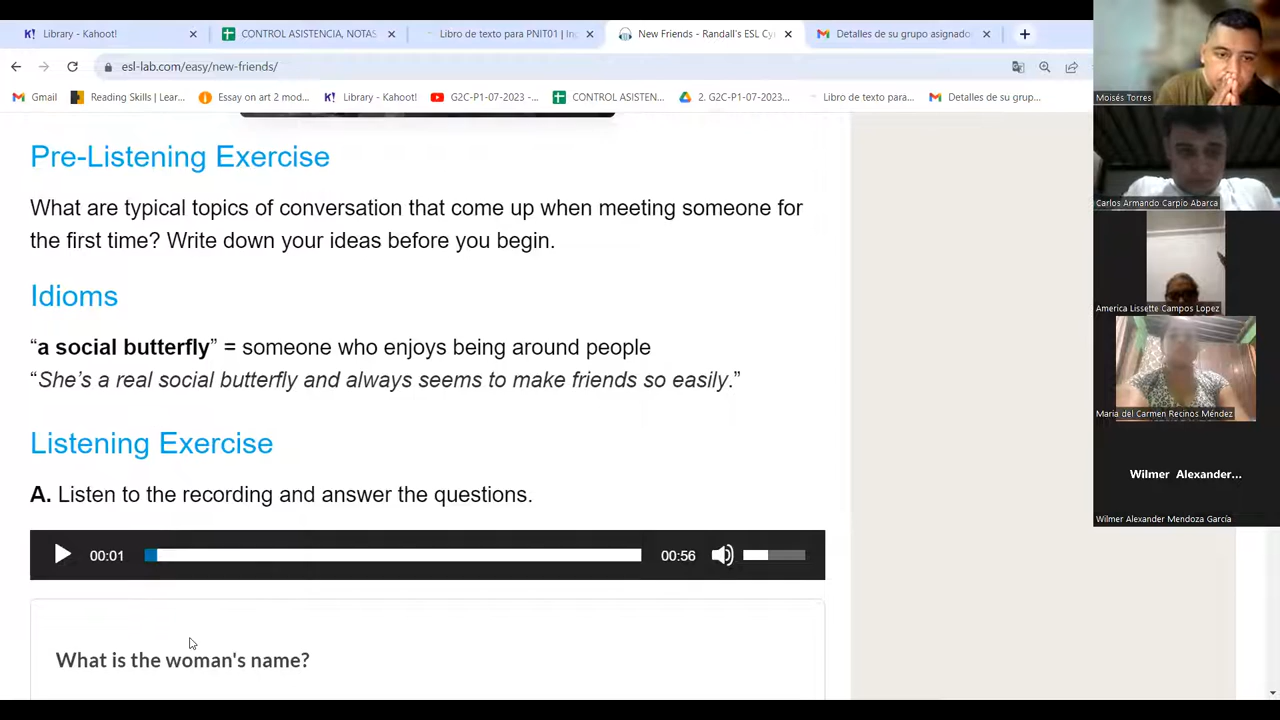 Library - Kahoot!
CONTROL ASISTENCIA, NOTAS
Libro de texto para PNIT01 | In
New Friends - Randall's ESL Cy
Detalles de su grupo asignado
esl-lab.com/easy/new-friends/
Gmail
Reading Skills | Lear...
Essay on art 2 mod...
Library - Kahoot!
G2C-P1-07-2023 -...
CONTROL ASISTEN...
2. G2C-P1-07-2023...
Libro de texto para...
Detalles de su grup...
Pre-Listening Exercise
What are typical topics of conversation that come up when meeting someone for
the first time? Write down your ideas before you begin.
Idioms
“a social butterfly” = someone who enjoys being around people
“She’s a real social butterfly and always seems to make friends so easily.”
Listening Exercise
A. Listen to the recording and answer the questions.
00:01
00:56
What is the woman's name?
Moisés Torres
Carlos Armando Carpio Abarca
America Lissette Campos Lopez
Maria del Carmen Recinos Méndez
Wilmer Alexander...
Wilmer Alexander Mendoza García